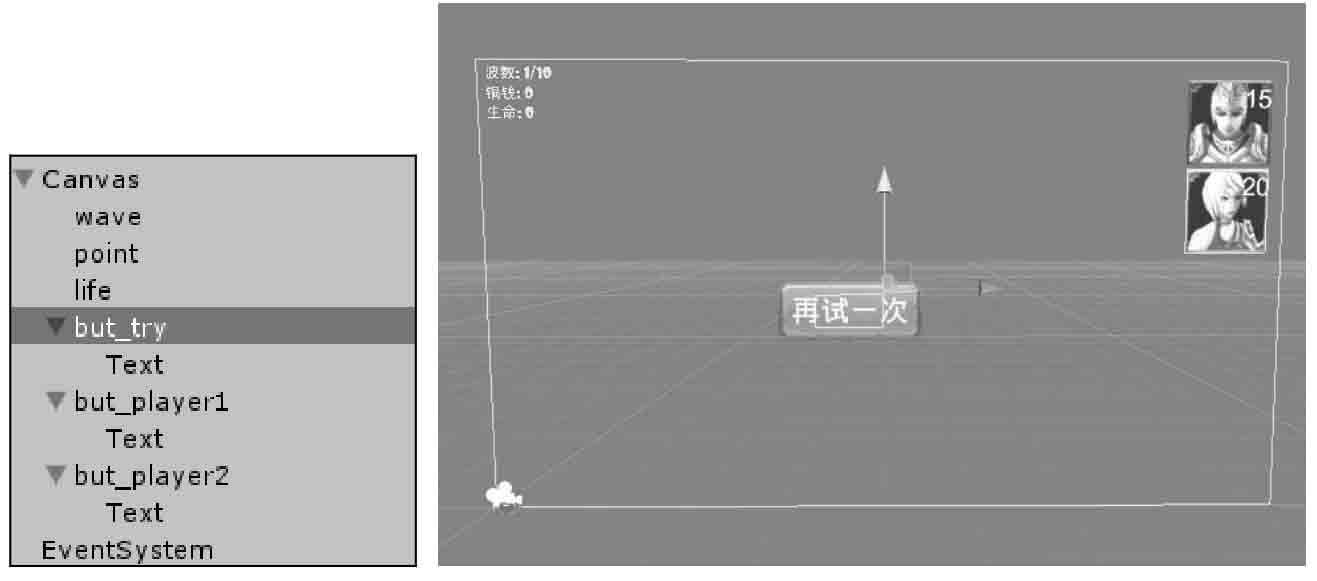 Canvas
wave
point
life
but_try
Text
but_player1
Text
but_player2
Text
EventSystem
波数:1/10
铜钱:0
生命:0
15
20
再试一次